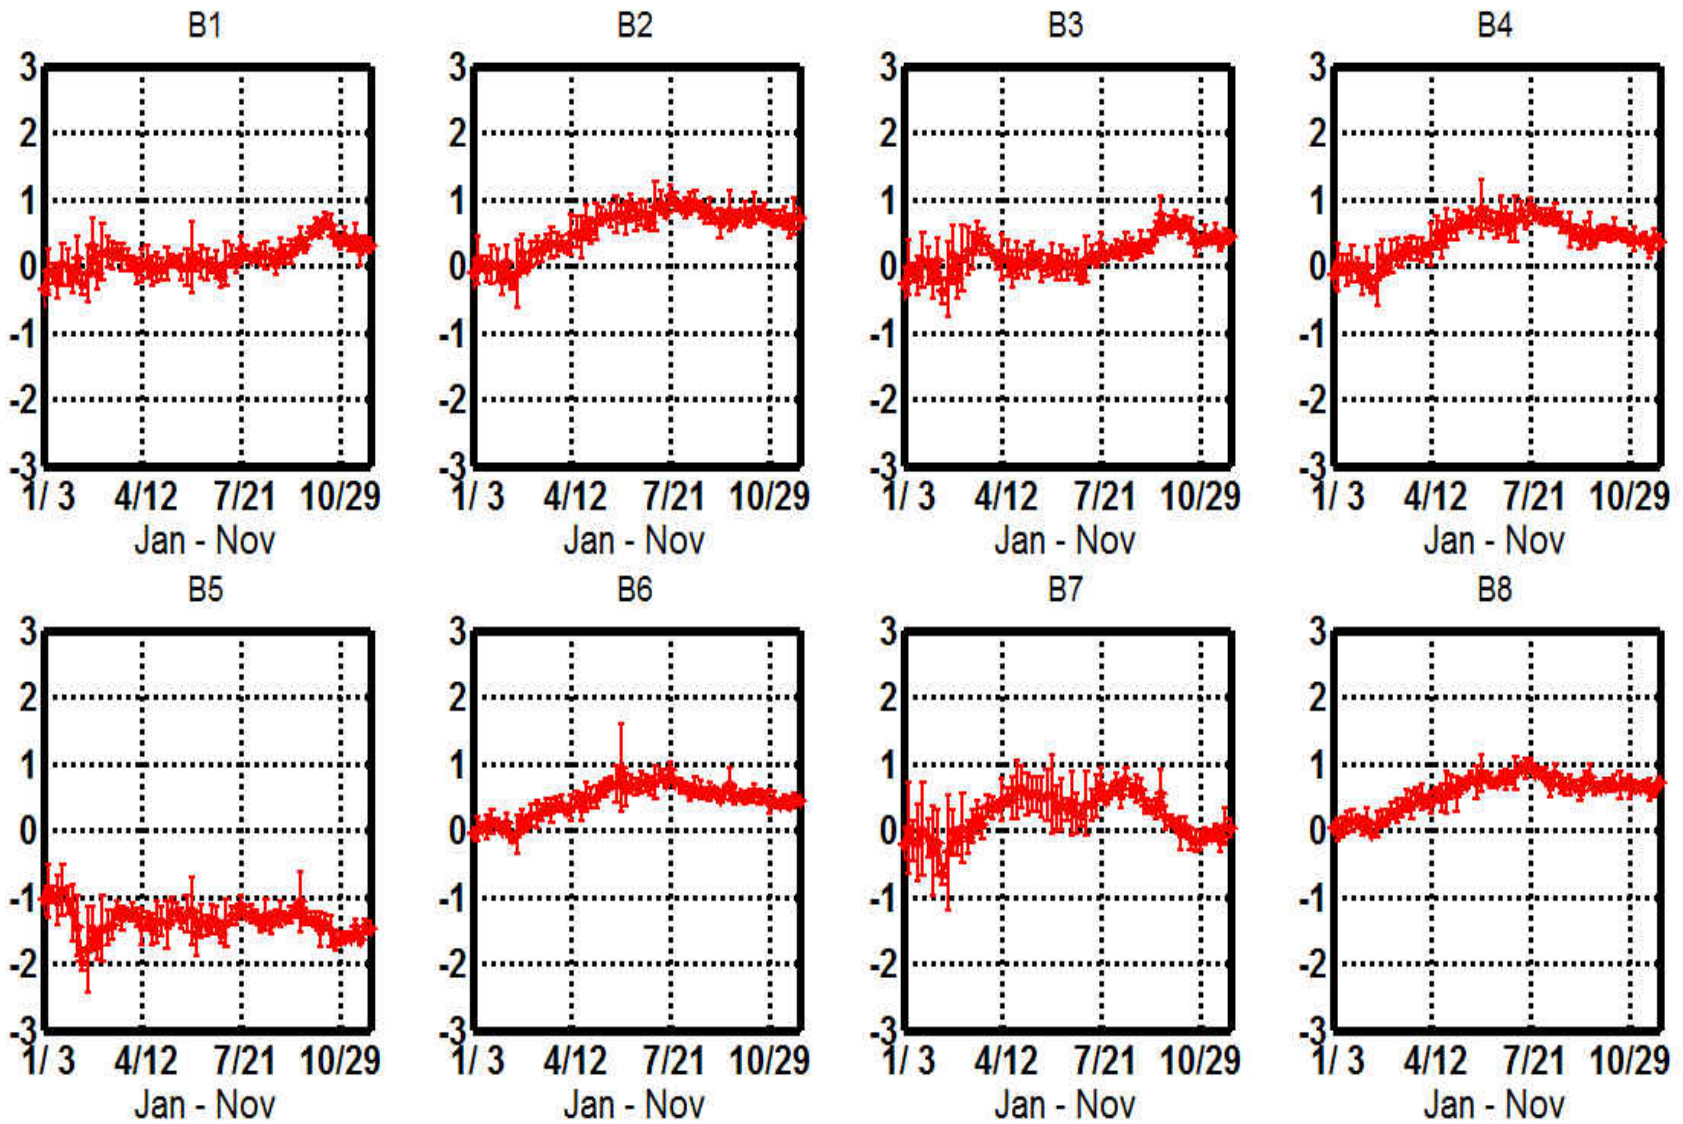 B1 B2 B3 B4
3 3 3 3
2 2 2 2
1 1 1 1
0 0 0 0
-1 -1 -1 -1
-2 -2 -2 -2
-3 -3 -3 -3
1/ 3 4/12 7/21 10/29 1/ 3 4/12 7/21 10/29 1/ 3 4/12 7/21 10/29 1/ 3 4/12 7/21 10/29
Jan - Nov Jan - Nov Jan - Nov Jan - Nov
B5 B6 B7 B8
3 3 3 3
2 2 2 2
1 1 1 1
0 0 0 0
-1 -1 -1 -1
-2 -2 -2 -2
-3 -3 -3 -3
1/ 3 4/12 7/21 10/29 1/ 3 4/12 7/21 10/29 1/ 3 4/12 7/21 10/29 1/ 3 4/12 7/21 10/29
Jan - Nov Jan - Nov Jan - Nov Jan - Nov